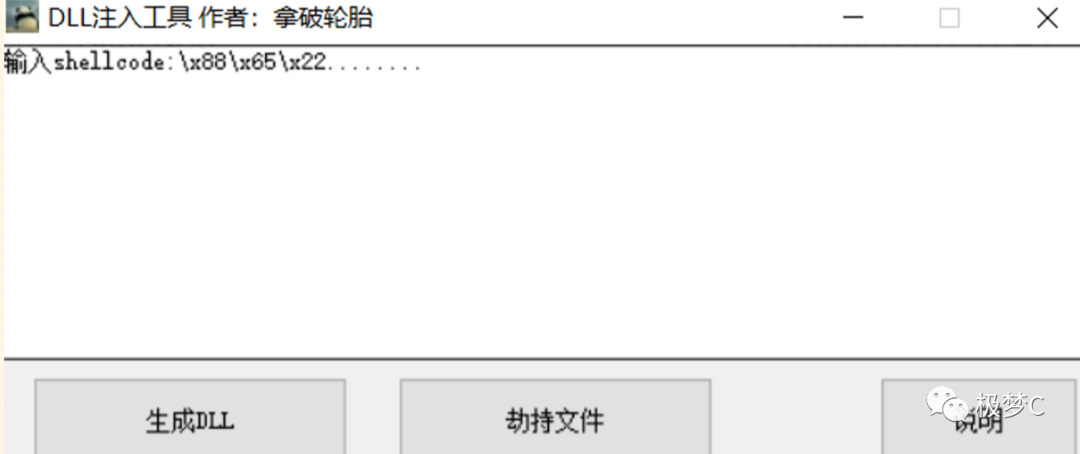 DLL注入工具 作者：拿破轮胎
输入shellcode:\x88\x65\x22........
生成DLL
劫持文件
说明
极梦C